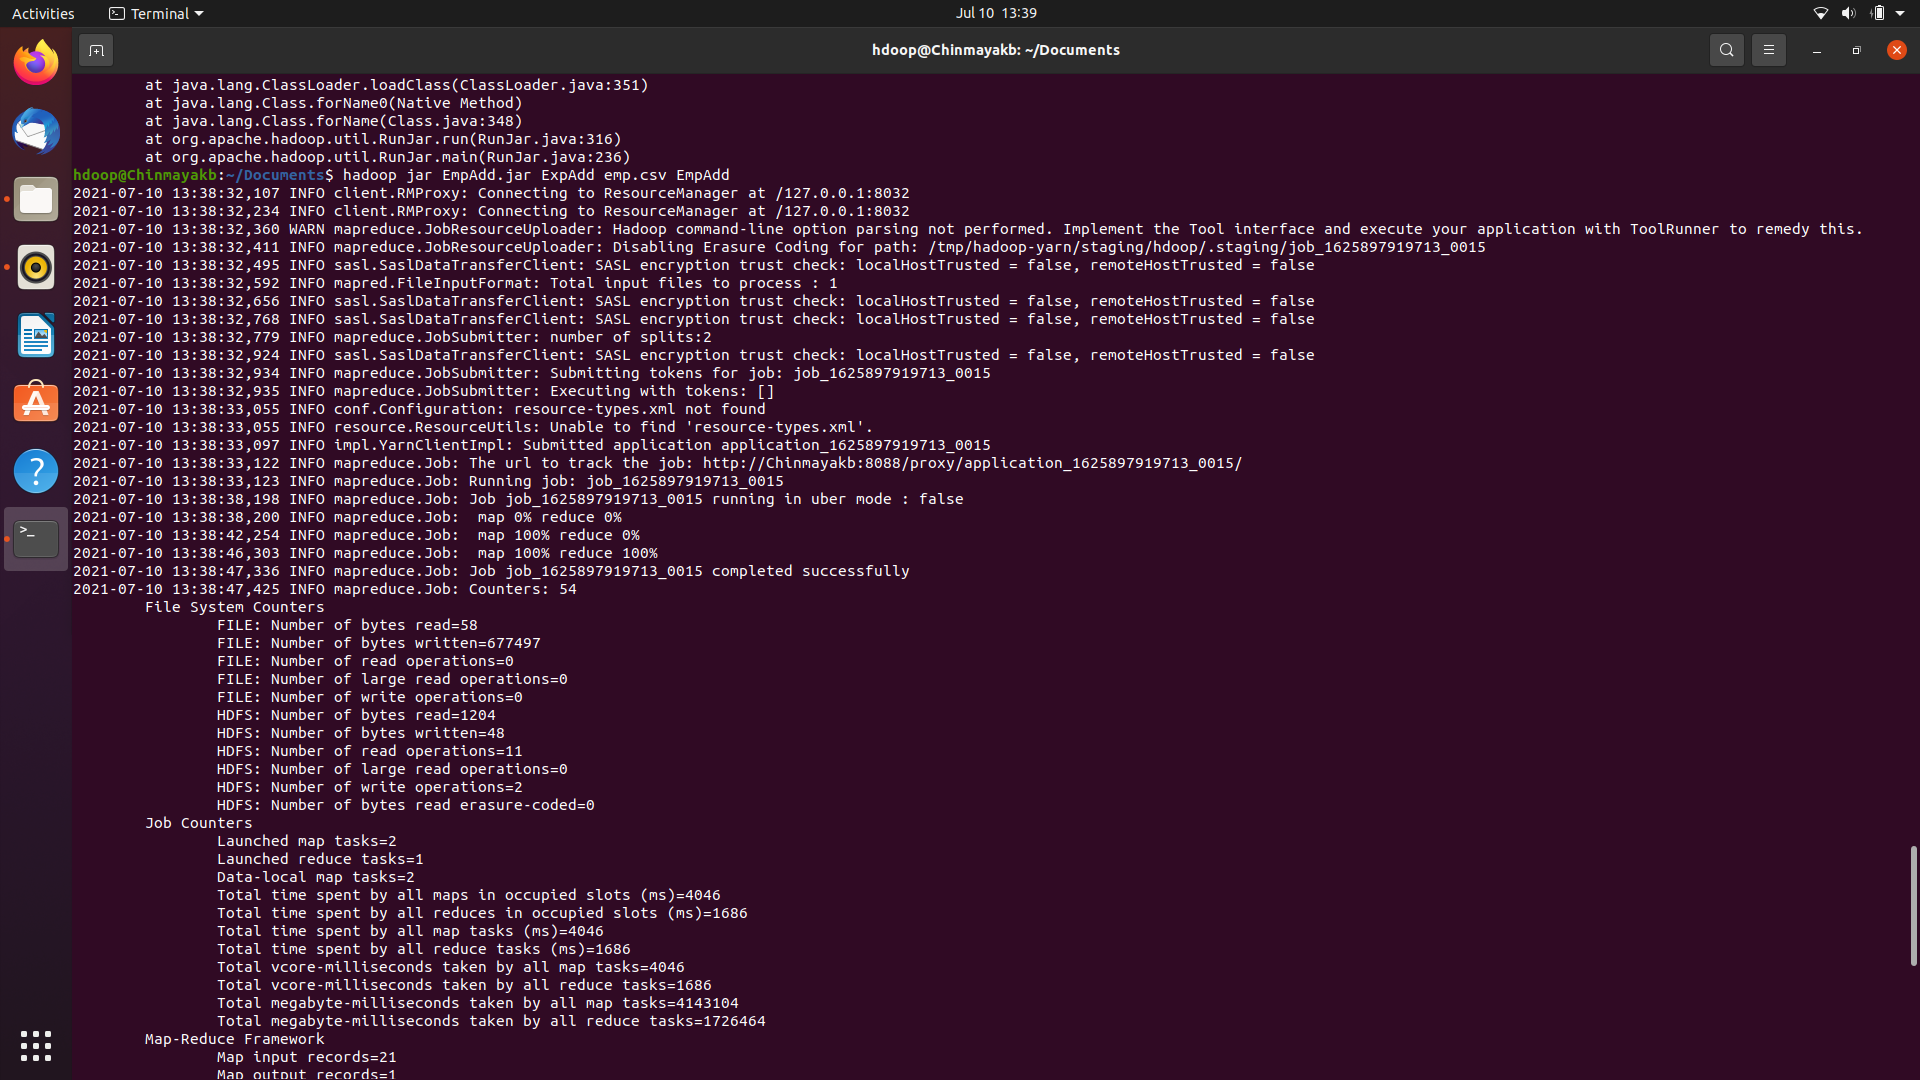 Activities
Terminal
Jul 10 13:39
hdoop@Chinmayakb: ~/Documents
at java.lang.ClassLoader.loadClass(ClassLoader.java:351)
at java.lang.Class.forName0(Native Method)
at java.lang.Class.forName(Class.java:348)
at org.apache.hadoop.util.RunJar.run(RunJar.java:316)
at org.apache.hadoop.util.RunJar.main(RunJar.java:236)
hdoop@Chinmayakb:~/Documents$ hadoop jar EmpAdd.jar ExpAdd emp.csv EmpAdd
2021-07-10 13:38:32,107 INFO client.RMProxy: Connecting to ResourceManager at /127.0.0.1:8032
2021-07-10 13:38:32,234 INFO client.RMProxy: Connecting to ResourceManager at /127.0.0.1:8032
2021-07-10 13:38:32,360 WARN mapreduce.JobResourceUploader: Hadoop command-line option parsing not performed. Implement the Tool interface and execute your application with ToolRunner to remedy this.
2021-07-10 13:38:32,411 INFO mapreduce.JobResourceUploader: Disabling Erasure Coding for path: /tmp/hadoop-yarn/staging/hdoop/.staging/job_1625897919713_0015
2021-07-10 13:38:32,495 INFO sasl.SaslDataTransferClient: SASL encryption trust check: localHostTrusted = false, remoteHostTrusted = false
2021-07-10 13:38:32,592 INFO mapred.FileInputFormat: Total input files to process : 1
2021-07-10 13:38:32,656 INFO sasl.SaslDataTransferClient: SASL encryption trust check: localHostTrusted = false, remoteHostTrusted = false
2021-07-10 13:38:32,768 INFO sasl.SaslDataTransferClient: SASL encryption trust check: localHostTrusted = false, remoteHostTrusted = false
2021-07-10 13:38:32,779 INFO mapreduce.JobSubmitter: number of splits:2
2021-07-10 13:38:32,924 INFO sasl.SaslDataTransferClient: SASL encryption trust check: localHostTrusted = false, remoteHostTrusted = false
2021-07-10 13:38:32,934 INFO mapreduce.JobSubmitter: Submitting tokens for job: job_1625897919713_0015
2021-07-10 13:38:32,935 INFO mapreduce.JobSubmitter: Executing with tokens: []
2021-07-10 13:38:33,055 INFO conf.Configuration: resource-types.xml not found
2021-07-10 13:38:33,055 INFO resource.ResourceUtils: Unable to find 'resource-types.xml'.
2021-07-10 13:38:33,097 INFO impl.YarnClientImpl: Submitted application application_1625897919713_0015
2021-07-10 13:38:33,122 INFO mapreduce.Job: The url to track the job: http://Chinmayakb:8088/proxy/application_1625897919713_0015/
2021-07-10 13:38:33,123 INFO mapreduce.Job: Running job: job_1625897919713_0015
2021-07-10 13:38:38,198 INFO mapreduce.Job: Job job_1625897919713_0015 running in uber mode : false
2021-07-10 13:38:38,200 INFO mapreduce.Job:  map 0% reduce 0%
2021-07-10 13:38:42,254 INFO mapreduce.Job:  map 100% reduce 0%
2021-07-10 13:38:46,303 INFO mapreduce.Job:  map 100% reduce 100%
2021-07-10 13:38:47,336 INFO mapreduce.Job: Job job_1625897919713_0015 completed successfully
2021-07-10 13:38:47,425 INFO mapreduce.Job: Counters: 54
File System Counters
FILE: Number of bytes read=58
FILE: Number of bytes written=677497
FILE: Number of read operations=0
FILE: Number of large read operations=0
FILE: Number of write operations=0
HDFS: Number of bytes read=1204
HDFS: Number of bytes written=48
HDFS: Number of read operations=11
HDFS: Number of large read operations=0
HDFS: Number of write operations=2
HDFS: Number of bytes read erasure-coded=0
Job Counters
Launched map tasks=2
Launched reduce tasks=1
Data-local map tasks=2
Total time spent by all maps in occupied slots (ms)=4046
Total time spent by all reduces in occupied slots (ms)=1686
Total time spent by all map tasks (ms)=4046
Total time spent by all reduce tasks (ms)=1686
Total vcore-milliseconds taken by all map tasks=4046
Total vcore-milliseconds taken by all reduce tasks=1686
Total megabyte-milliseconds taken by all map tasks=4143104
Total megabyte-milliseconds taken by all reduce tasks=1726464
Map-Reduce Framework
Map input records=21
Map output records=1